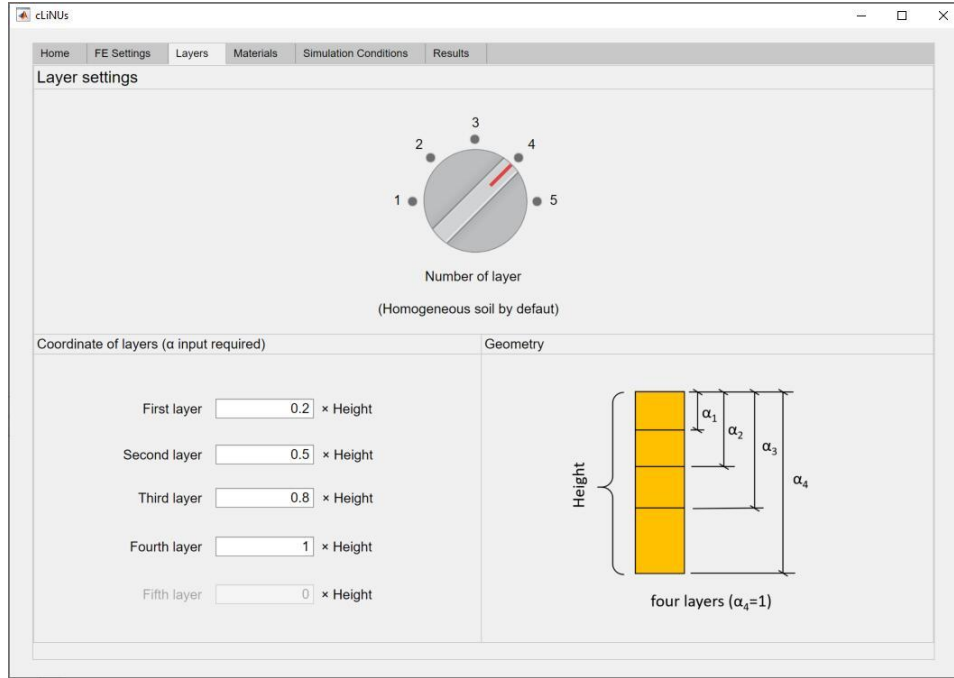 cLiNUs
Home FE Settings Layers Materials Simulation Conditions Results
Layer settings
3
2 4
1 5
Number of layer
(Homogeneous soil by defaut)
Coordinate of layers (α input required)
First layer 0.2 × Height
Second layer 0.5 × Height
Third layer 0.8 × Height
Fourth layer 1 × Height
Fifth layer 0 × Height
Geometry
Height
α1
α2
α3
α4
four layers (α4=1)